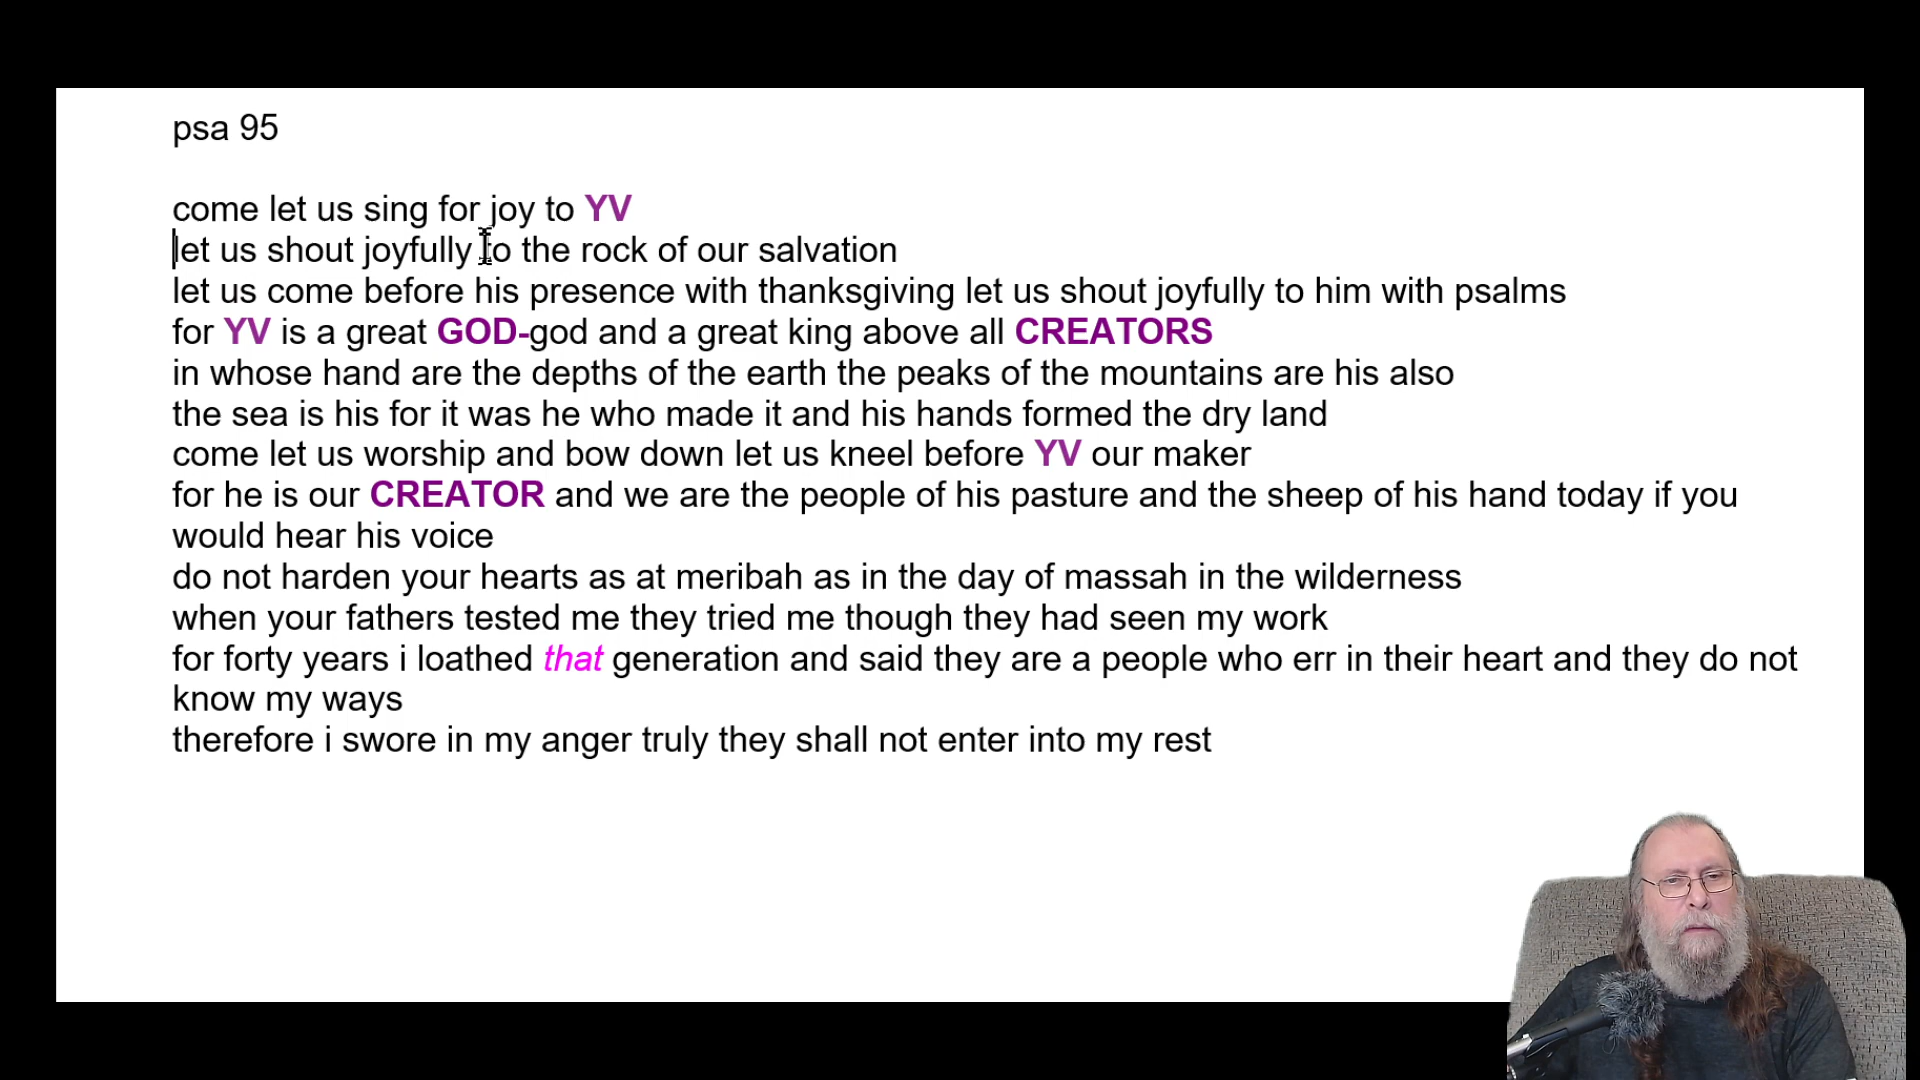 psa 95
come let us sing for joy to YV
let us shout joyfully to the rock of our salvation
let us come before his presence with thanksgiving let us shout joyfully to him with psalms
for YV is a great GOD-god and a great king above all CREATORS
in whose hand are the depths of the earth the peaks of the mountains are his also
the sea is his for it was he who made it and his hands formed the dry land
come let us worship and bow down let us kneel before YV our maker
for he is our CREATOR and we are the people of his pasture and the sheep of his hand today if you
would hear his voice
do not harden your hearts as at meribah as in the day of massah in the wilderness
when your fathers tested me they tried me though they had seen my work
for forty years i loathed that generation and said they are a people who err in their heart and they do not
know my ways
therefore i swore in my anger truly they shall not enter into my rest